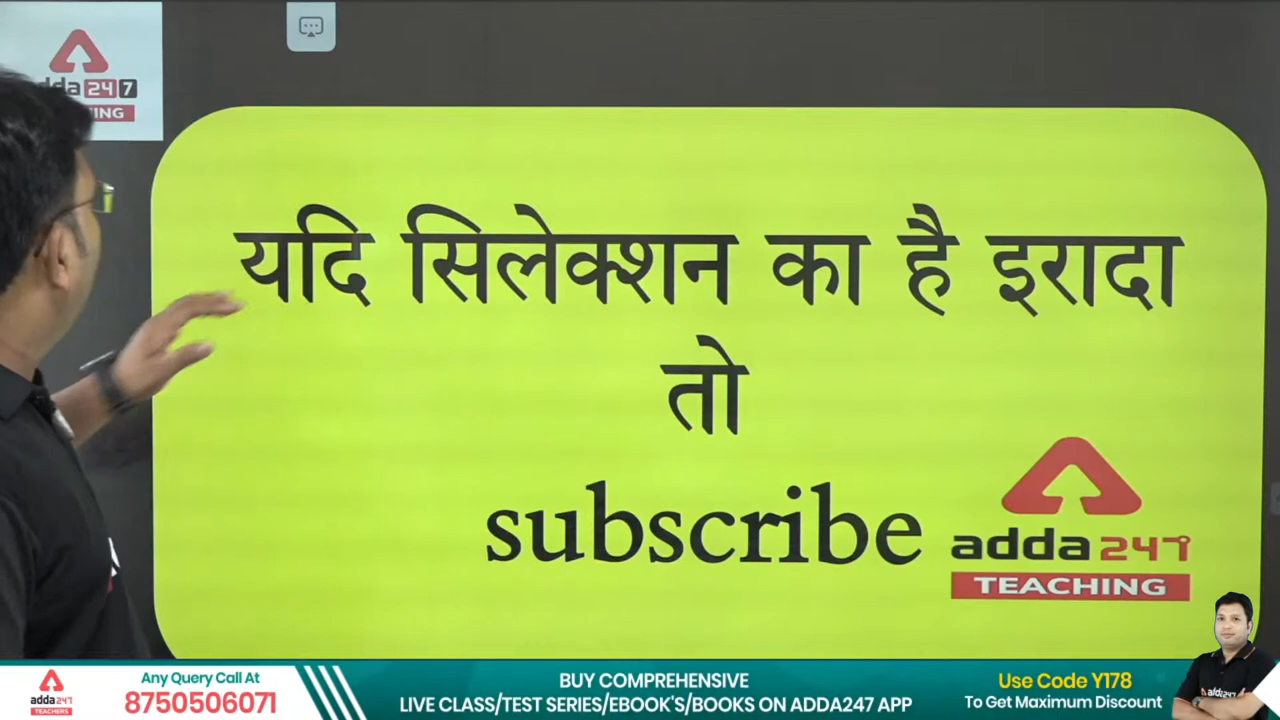 adda 247
यदि सिलेक्शन का है इरादा
तो
subscribe
adda 247
TEACHING
adda 247
TEACHERS
Any Query Call At
8750506071
BUY COMPREHENSIVE
LIVE CLASS/TEST SERIES/EBOOK'S/BOOKS ON ADDA247 APP
Use Code Y178
To Get Maximum Discount